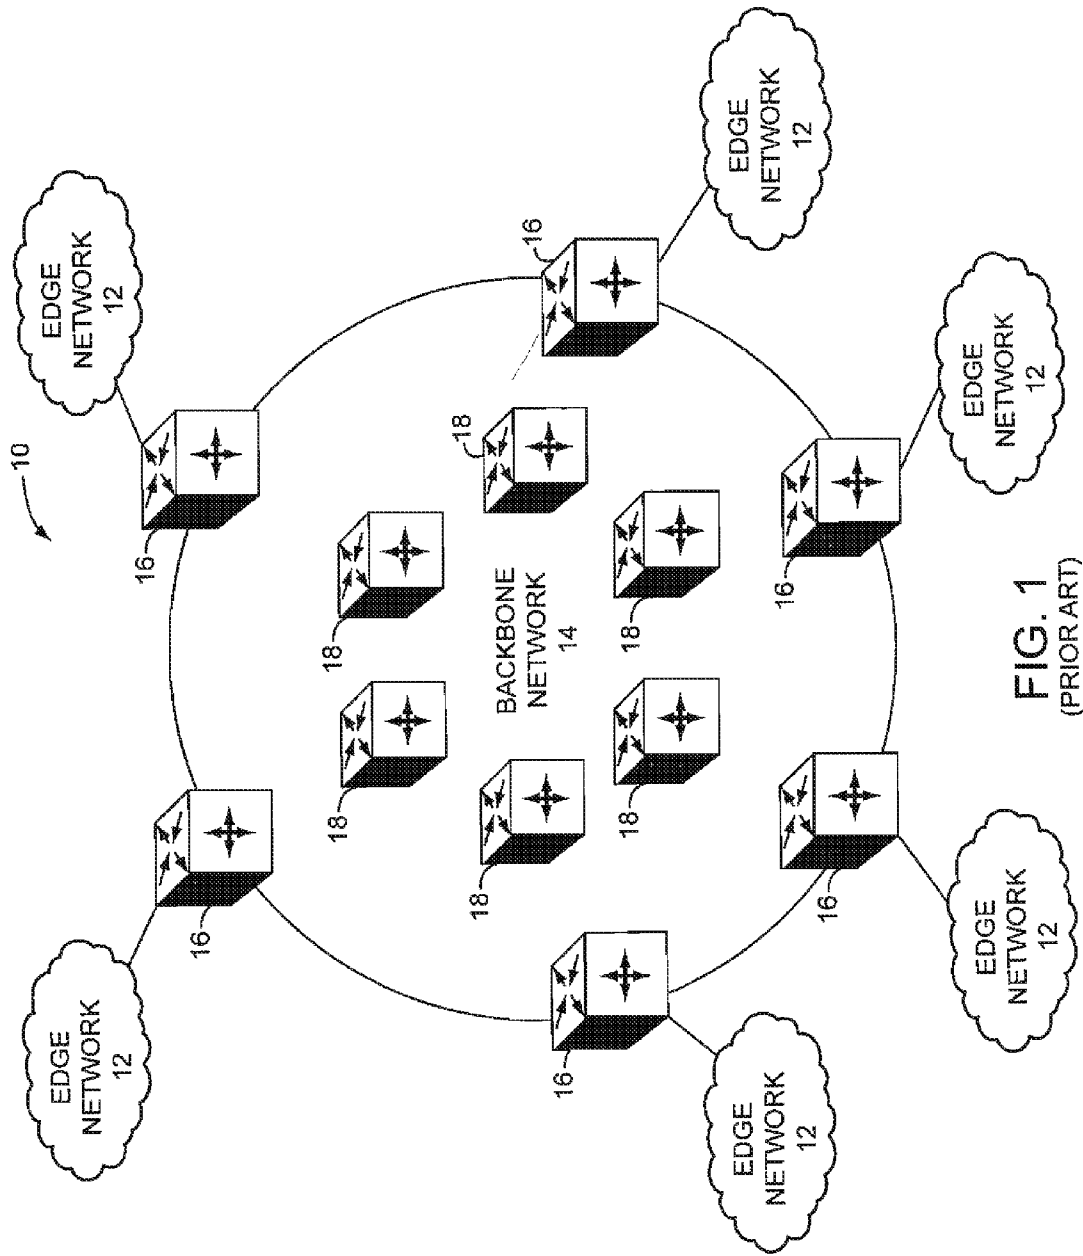 10
EDGE
NETWORK
12
EDGE
NETWORK
12
16
16
18
18
18
18
BACKBONE
NETWORK
14
16
16
18
18
EDGE
NETWORK
12
EDGE
NETWORK
12
16
16
EDGE
NETWORK
12
EDGE
NETWORK
12
FIG. 1
(PRIOR ART)